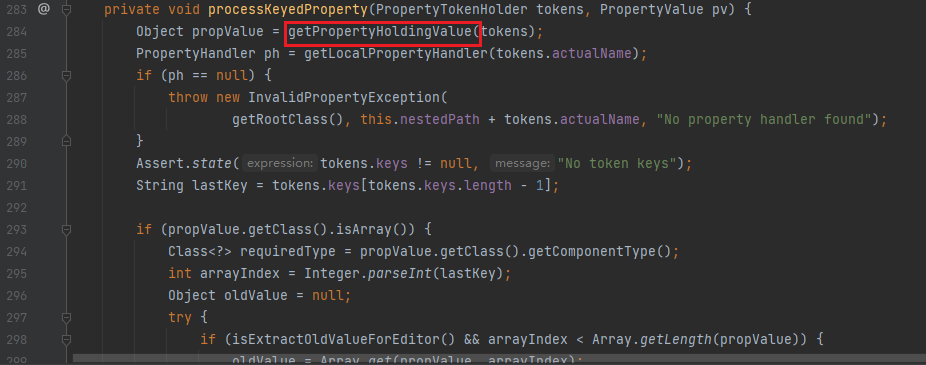 283 @ private void processKeyedProperty(PropertyTokenHolder tokens, PropertyValue pv) {
284 Object propValue = getPropertyHoldingValue(tokens);
285 PropertyHandler ph = getLocalPropertyHandler(tokens.actualName);
286 if (ph == null) {
287 throw new InvalidPropertyException(
288 getRootClass(), this.nestedPath + tokens.actualName, "No property handler found");
289 }
290 Assert.state( expression: tokens.keys != null, message: "No token keys");
291 String lastKey = tokens.keys[tokens.keys.length - 1];
292
293 if (propValue.getClass().isArray()) {
294 Class<?> requiredType = propValue.getClass().getComponentType();
295 int arrayIndex = Integer.parseInt(lastKey);
296 Object oldValue = null;
297 try {
298 if (isExtractOldValueForEditor() && arrayIndex < Array.getLength(propValue)) {
299 oldValue = Array.get(propValue, arrayIndex);